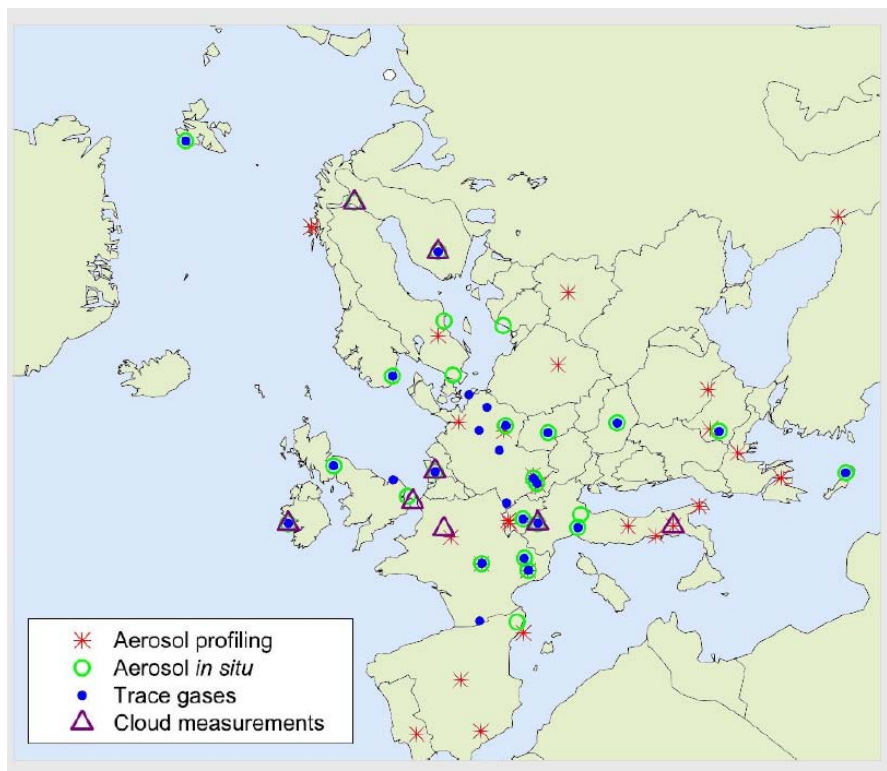 Aerosol profiling
Aerosol in situ
Trace gases
Cloud measurements